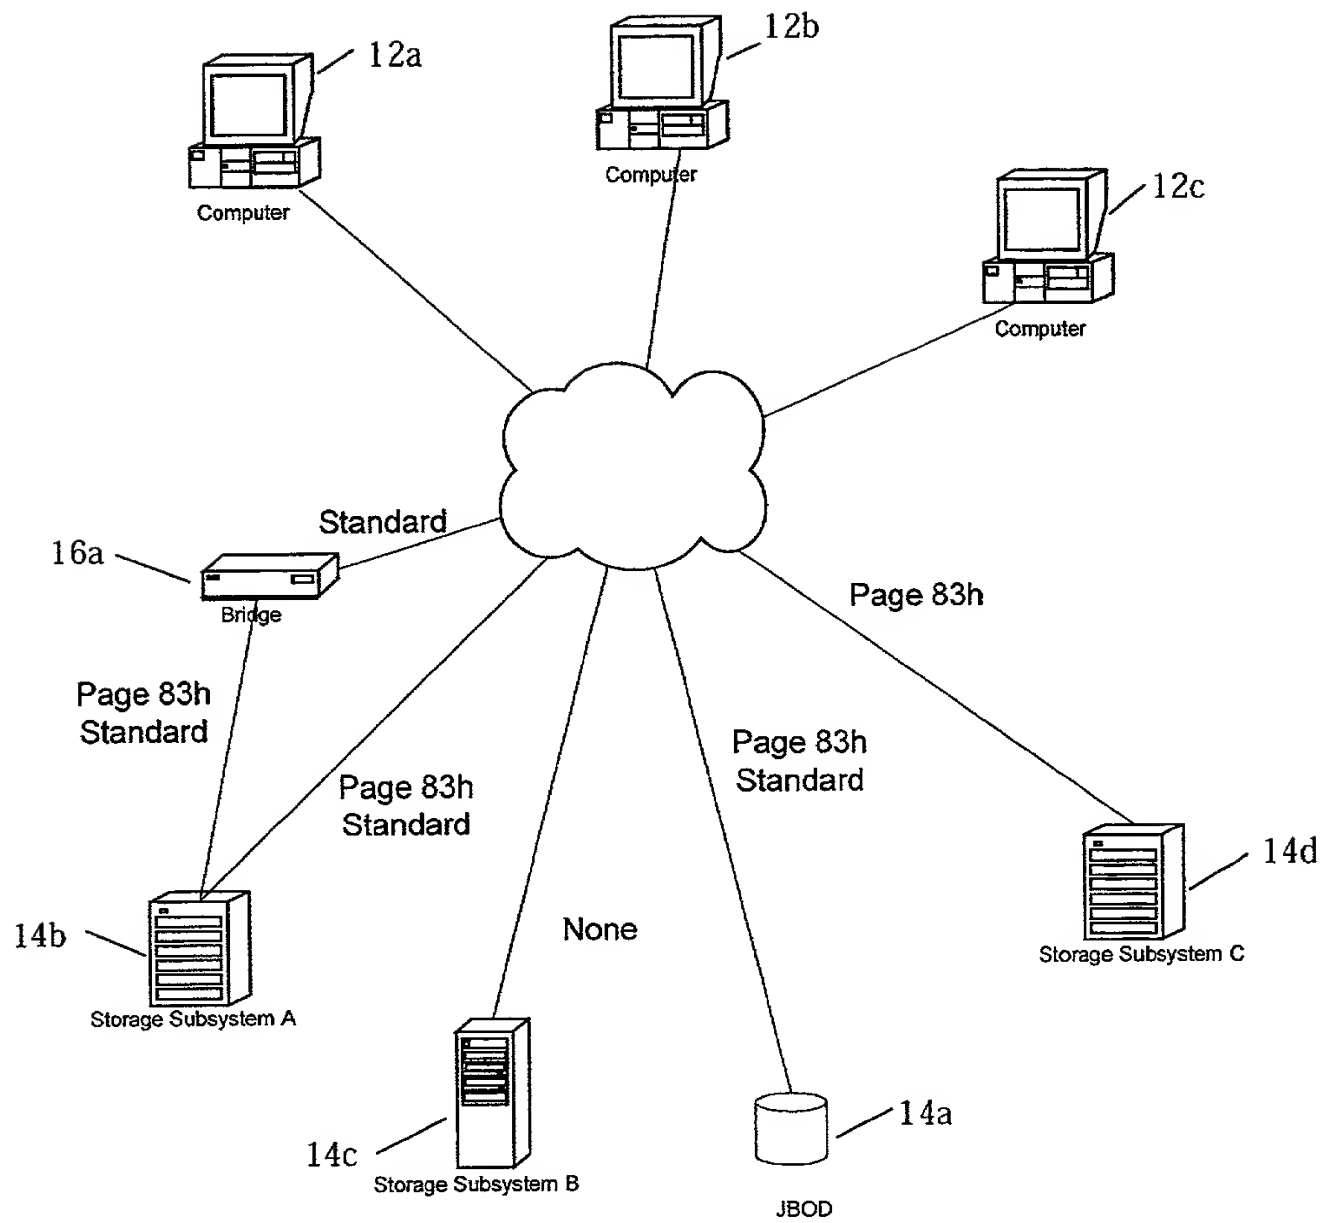 12a
12b
Computer
12c
Computer
Computer
Standard
16a
Bridge
Page 83h
Page 83h
Standard
Page 83h
Standard
Page 83h
Standard
14d
None
14b
Storage Subsystem C
Storage Subsystem A
14a
14c
Storage Subsystem B
JBOD